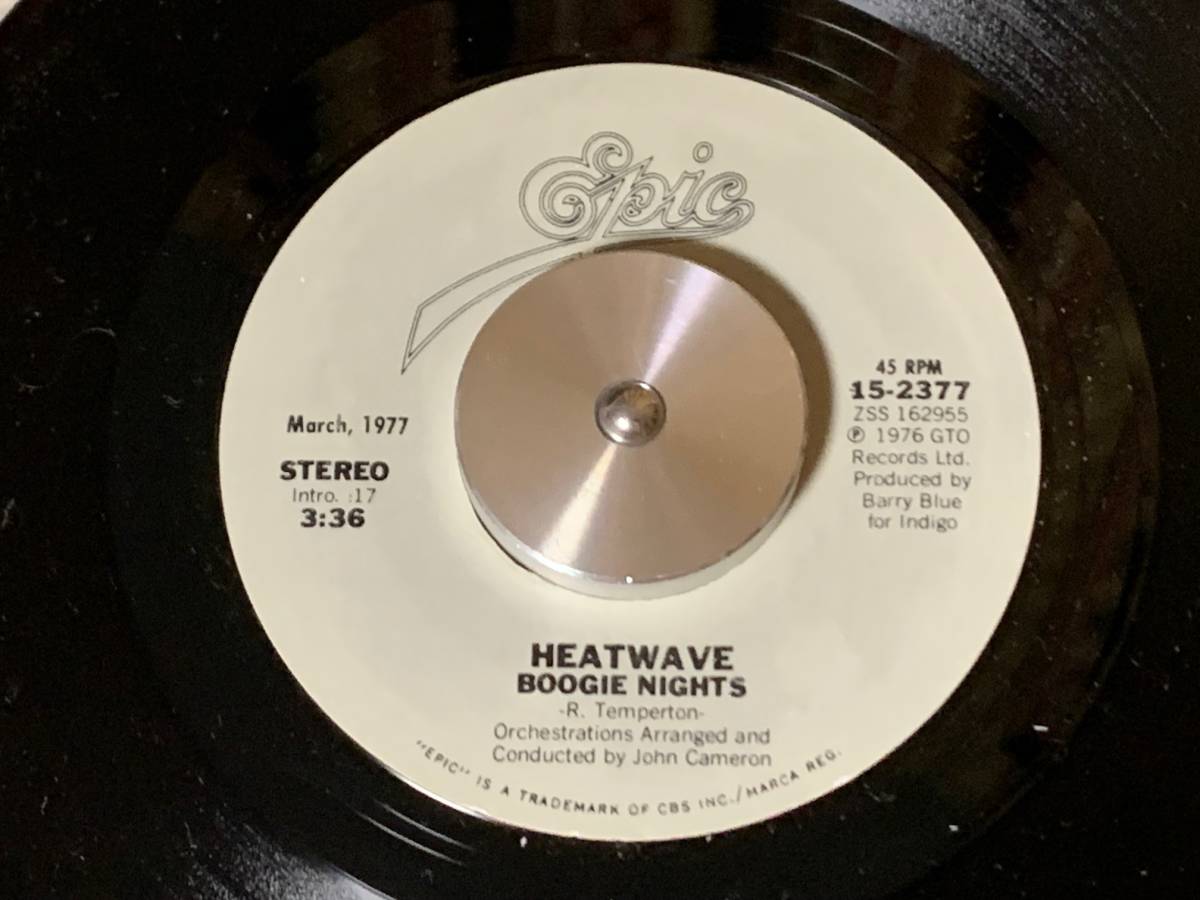 Epic
March, 1977
STEREO
Intro. :17
3:36
45 RPM
15-2377
ZSS 162955
℗ 1976 GTO
Records Ltd.
Produced by
Barry Blue
for Indigo
HEATWAVE
BOOGIE NIGHTS
-R. Temperton-
Orchestrations Arranged and
Conducted by John Cameron
"EPIC" IS A TRADEMARK OF CBS INC./MARCA REG.